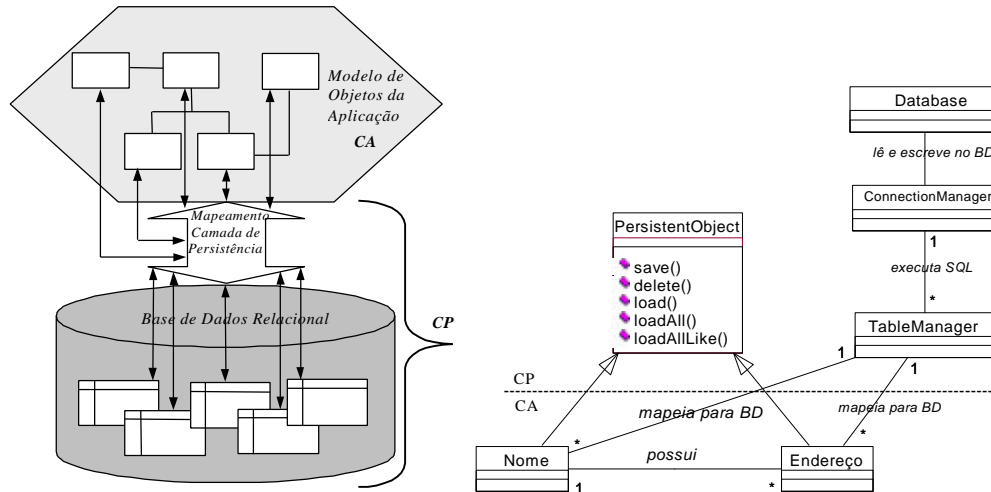 Modelo de
Objetos da
Aplicação
CA
Mapeamento
Camada de
Persistência
Base de Dados Relacional
CP
PersistentObject
save()
delete()
load()
loadAll()
loadAllLike()
Database
lê e escreve no BD
ConnectionManager
1
executa SQL
*
TableManager
1
1
CP
CA
mapeia para BD
mapeia para BD
*
*
Nome
possui
Endereço
1
*